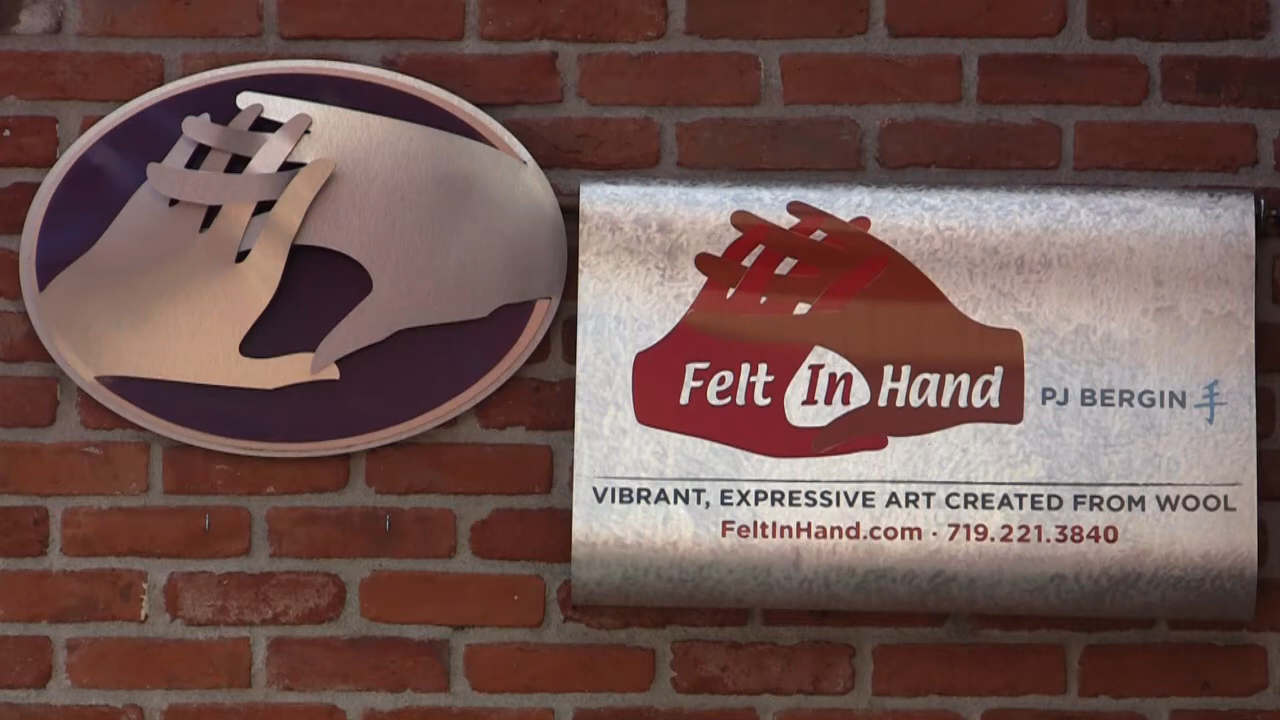 Felt In Hand
PJ BERGIN 手
VIBRANT, EXPRESSIVE ART CREATED FROM WOOL
FeltInHand.com · 719.221.3840